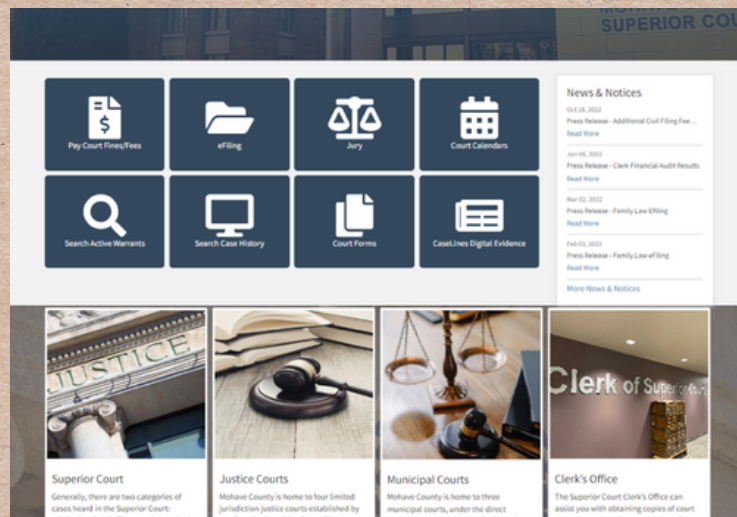 SUPERIOR COU
Pay Court Fines/Fees
eFiling
Jury
Court Calendars
Search Active Warrants
Search Case History
Court Forms
CaseLines Digital Evidence
News & Notices
Oct 18, 2022
Press Release - Additional Civil Filing Fee...
Read More
Jun 06, 2022
Press Release - Clerk Financial Audit Results
Read More
Mar 02, 2022
Press Release - Family Law Efiling
Read More
Feb 03, 2022
Press Release - Family Law eFiling
Read More
More News & Notices
JUSTICE
Clerk of Superior Court
Superior Court
Generally, there are two categories of
cases heard in the Superior Court:
Justice Courts
Mohave County is home to four limited
jurisdiction justice courts established by
Municipal Courts
Mohave County is home to three
municipal courts, under the direct
Clerk's Office
The Superior Court Clerk's Office can
assist you with obtaining copies of court